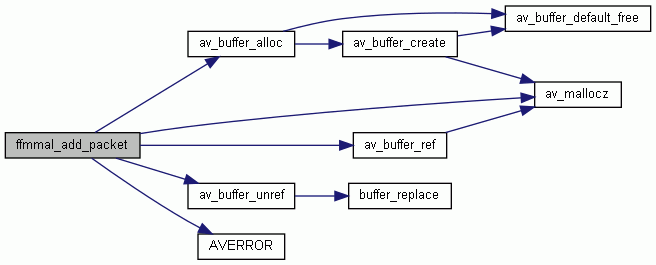 av_buffer_default_free
av_buffer_alloc
av_buffer_create
av_mallocz
ffmmal_add_packet
av_buffer_ref
av_buffer_unref
buffer_replace
AVERROR